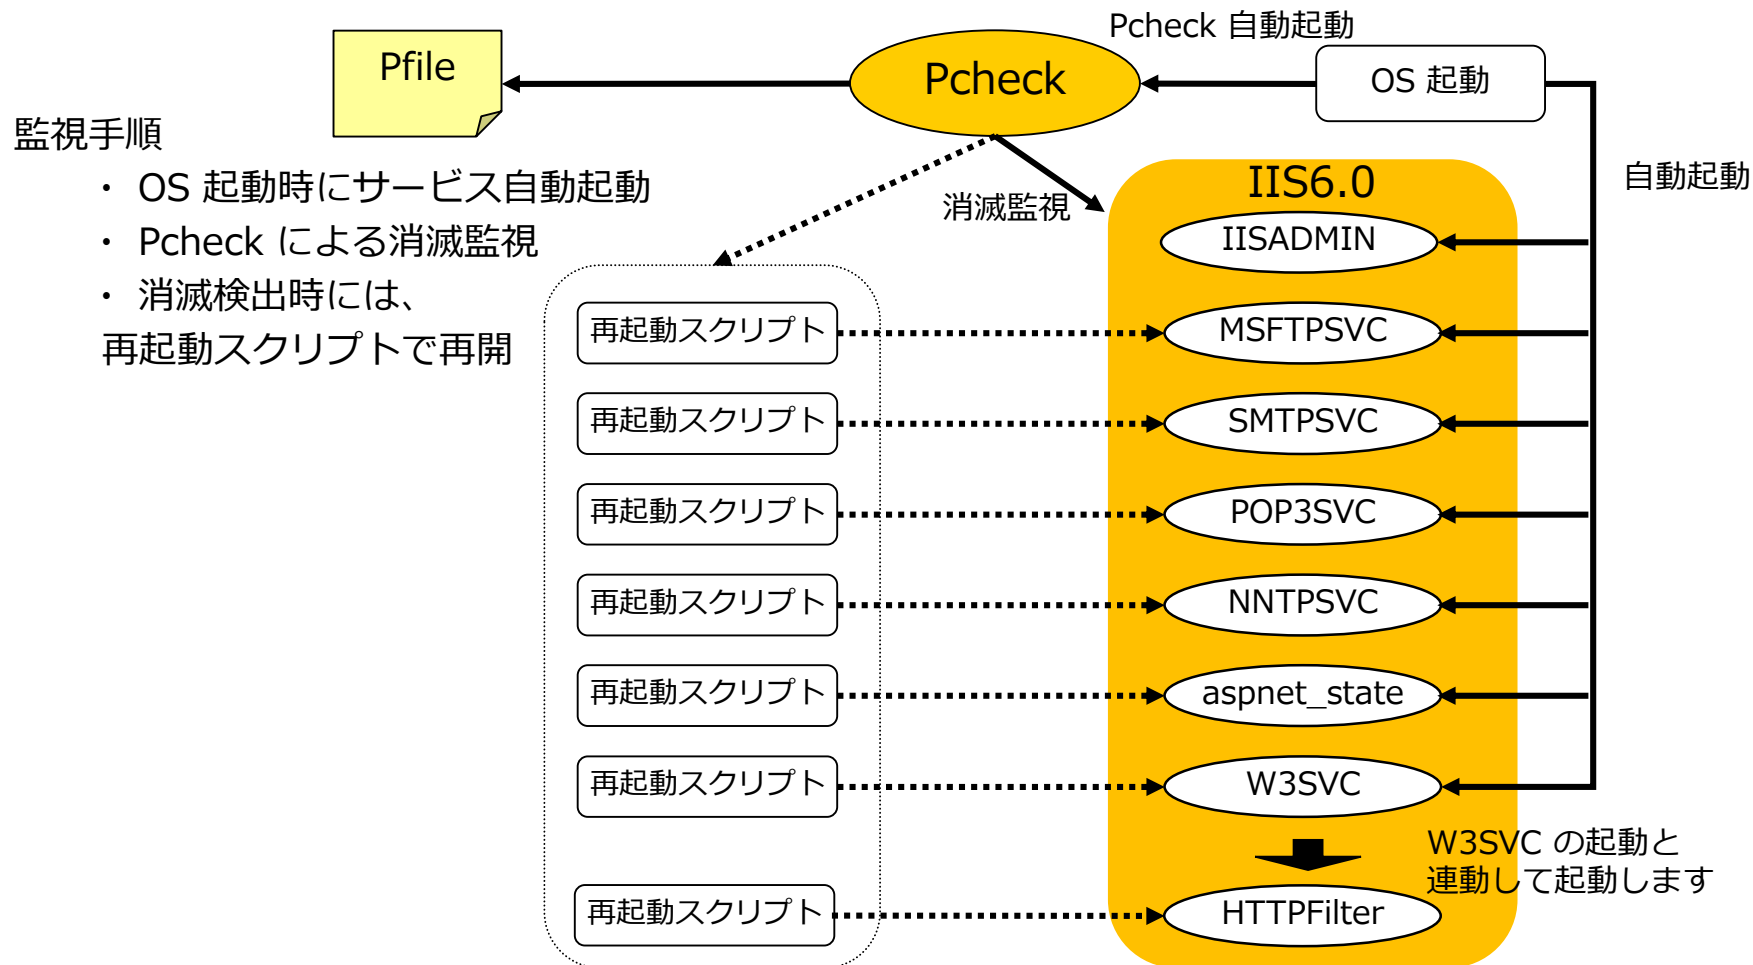 Pcheck 自動起動
Pfile
Pcheck
OS 起動
監視手順
・ OS 起動時にサービス自動起動
・ Pcheck による消滅監視
・ 消滅検出時には、
再起動スクリプトで再開
消滅監視
IIS6.0
自動起動
IISADMIN
再起動スクリプト
MSFTPSVC
再起動スクリプト
SMTPSVC
再起動スクリプト
POP3SVC
再起動スクリプト
NNTPSVC
再起動スクリプト
aspnet_state
再起動スクリプト
W3SVC
W3SVC の起動と
連動して起動します
再起動スクリプト
HTTPFilter